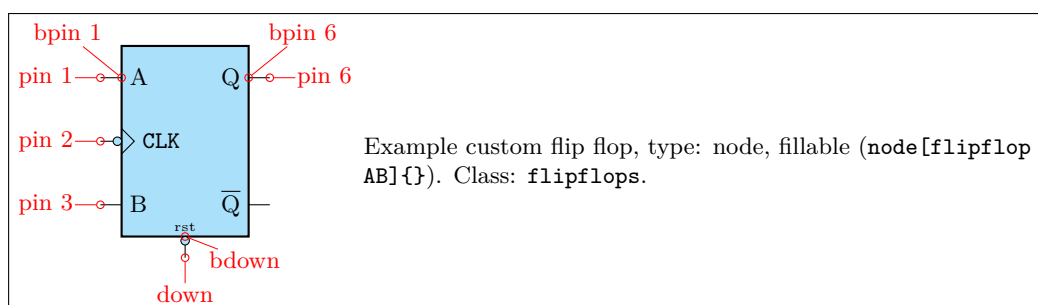 bpin 1
bpin 6
pin 1
A
Q
pin 6
pin 2
CLK
Example custom flip flop, type: node, fillable (node[flipflop
AB]{}). Class: flipflops.
pin 3
B
Q̅
rst
bdown
down